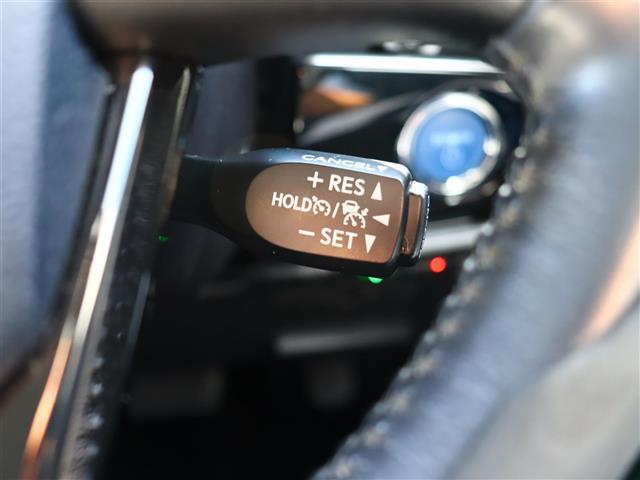 CANCEL
+ RES ▲
HOLD / ◀
− SET ▼